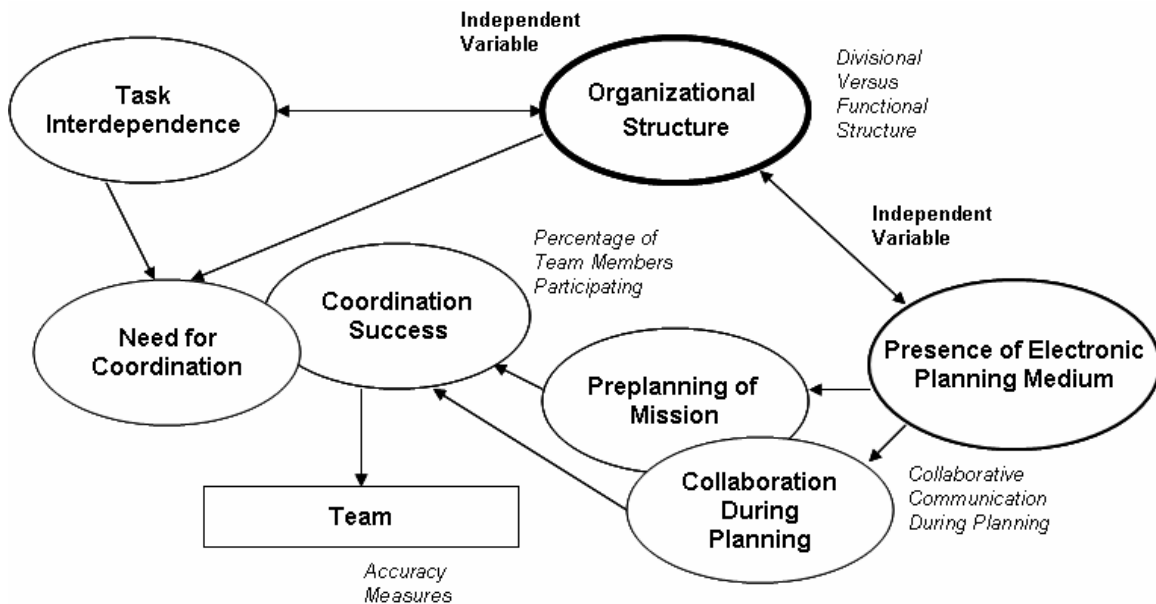 Independent
Variable
Task
Interdependence
Organizational
Structure
Divisional
Versus
Functional
Structure
Independent
Variable
Percentage of
Team Members
Participating
Coordination
Success
Need for
Coordination
Preplanning of
Mission
Presence of Electronic
Planning Medium
Collaboration
During
Planning
Collaborative
Communication
During Planning
Team
Accuracy
Measures